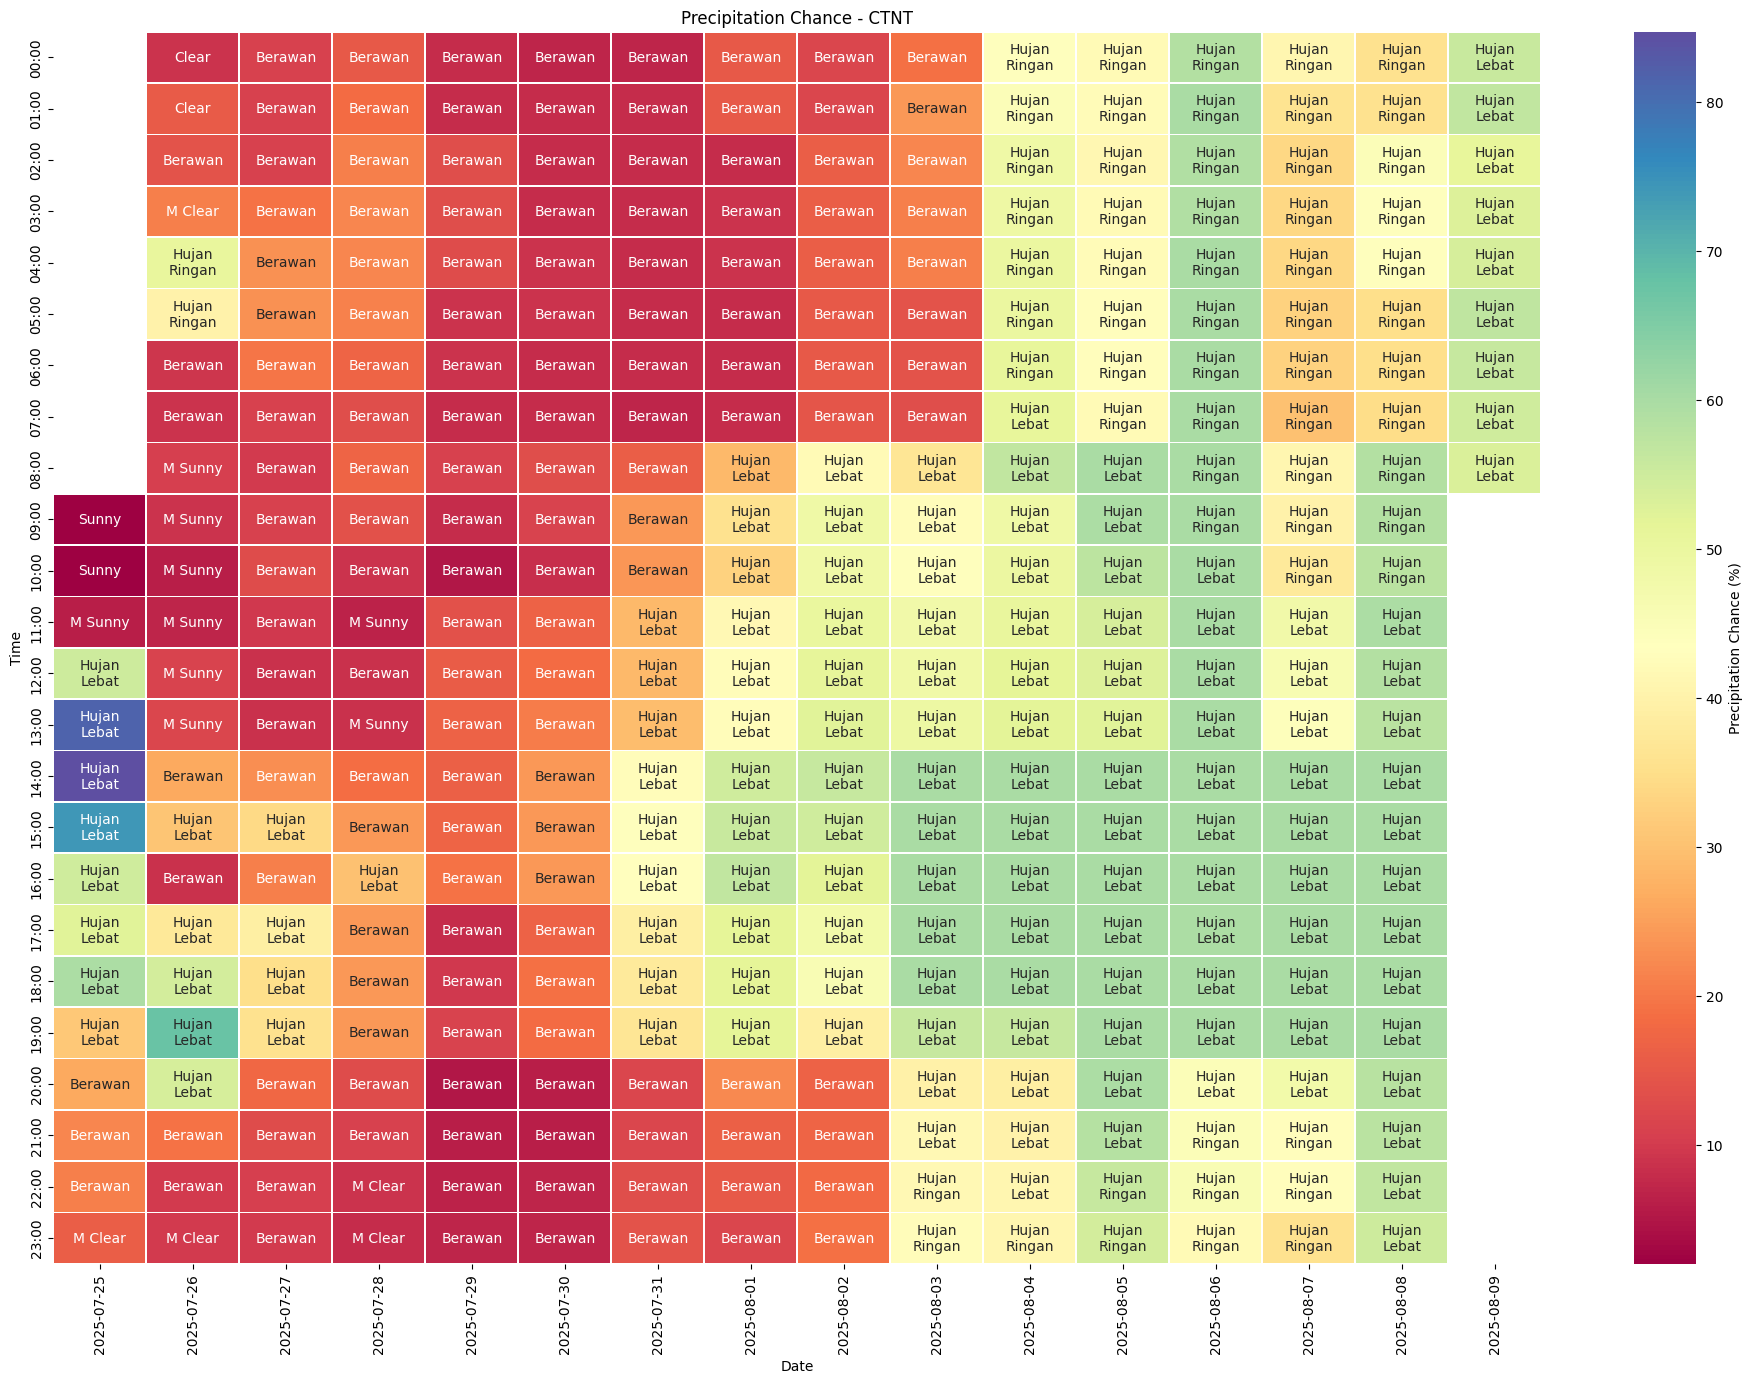 Precipitation Chance - CTNT
00:00 Clear Berawan Berawan Berawan Berawan Berawan Berawan Berawan Berawan Hujan Ringan Hujan Ringan Hujan Ringan Hujan Ringan Hujan Ringan Hujan Lebat
01:00 Clear Berawan Berawan Berawan Berawan Berawan Berawan Berawan Berawan Hujan Ringan Hujan Ringan Hujan Ringan Hujan Ringan Hujan Ringan Hujan Lebat
02:00 Berawan Berawan Berawan Berawan Berawan Berawan Berawan Berawan Berawan Hujan Ringan Hujan Ringan Hujan Ringan Hujan Ringan Hujan Ringan Hujan Lebat
03:00 M Clear Berawan Berawan Berawan Berawan Berawan Berawan Berawan Berawan Hujan Ringan Hujan Ringan Hujan Ringan Hujan Ringan Hujan Ringan Hujan Lebat
04:00 Hujan Ringan Berawan Berawan Berawan Berawan Berawan Berawan Berawan Berawan Hujan Ringan Hujan Ringan Hujan Ringan Hujan Ringan Hujan Ringan Hujan Lebat
05:00 Hujan Ringan Berawan Berawan Berawan Berawan Berawan Berawan Berawan Berawan Hujan Ringan Hujan Ringan Hujan Ringan Hujan Ringan Hujan Ringan Hujan Lebat
06:00 Berawan Berawan Berawan Berawan Berawan Berawan Berawan Berawan Berawan Hujan Ringan Hujan Ringan Hujan Ringan Hujan Ringan Hujan Ringan Hujan Lebat
07:00 Berawan Berawan Berawan Berawan Berawan Berawan Berawan Berawan Berawan Hujan Lebat Hujan Ringan Hujan Ringan Hujan Ringan Hujan Ringan Hujan Lebat
08:00 M Sunny Berawan Berawan Berawan Berawan Berawan Hujan Lebat Hujan Lebat Hujan Lebat Hujan Lebat Hujan Lebat Hujan Ringan Hujan Ringan Hujan Ringan Hujan Lebat
09:00 Sunny M Sunny Berawan Berawan Berawan Berawan Berawan Hujan Lebat Hujan Lebat Hujan Lebat Hujan Lebat Hujan Lebat Hujan Ringan Hujan Ringan Hujan Ringan
10:00 Sunny M Sunny Berawan Berawan Berawan Berawan Berawan Hujan Lebat Hujan Lebat Hujan Lebat Hujan Lebat Hujan Lebat Hujan Lebat Hujan Ringan Hujan Ringan
11:00 M Sunny M Sunny Berawan M Sunny Berawan Berawan Hujan Lebat Hujan Lebat Hujan Lebat Hujan Lebat Hujan Lebat Hujan Lebat Hujan Lebat Hujan Lebat Hujan Lebat
12:00 Hujan Lebat M Sunny Berawan Berawan Berawan Berawan Hujan Lebat Hujan Lebat Hujan Lebat Hujan Lebat Hujan Lebat Hujan Lebat Hujan Lebat Hujan Lebat Hujan Lebat
13:00 Hujan Lebat M Sunny Berawan M Sunny Berawan Berawan Hujan Lebat Hujan Lebat Hujan Lebat Hujan Lebat Hujan Lebat Hujan Lebat Hujan Lebat Hujan Lebat Hujan Lebat
14:00 Hujan Lebat Berawan Berawan Berawan Berawan Berawan Hujan Lebat Hujan Lebat Hujan Lebat Hujan Lebat Hujan Lebat Hujan Lebat Hujan Lebat Hujan Lebat Hujan Lebat
15:00 Hujan Lebat Hujan Lebat Hujan Lebat Berawan Berawan Berawan Hujan Lebat Hujan Lebat Hujan Lebat Hujan Lebat Hujan Lebat Hujan Lebat Hujan Lebat Hujan Lebat Hujan Lebat
16:00 Hujan Lebat Berawan Berawan Hujan Lebat Berawan Berawan Hujan Lebat Hujan Lebat Hujan Lebat Hujan Lebat Hujan Lebat Hujan Lebat Hujan Lebat Hujan Lebat Hujan Lebat
17:00 Hujan Lebat Hujan Lebat Hujan Lebat Berawan Berawan Berawan Hujan Lebat Hujan Lebat Hujan Lebat Hujan Lebat Hujan Lebat Hujan Lebat Hujan Lebat Hujan Lebat Hujan Lebat
18:00 Hujan Lebat Hujan Lebat Hujan Lebat Berawan Berawan Berawan Hujan Lebat Hujan Lebat Hujan Lebat Hujan Lebat Hujan Lebat Hujan Lebat Hujan Lebat Hujan Lebat Hujan Lebat
19:00 Hujan Lebat Hujan Lebat Hujan Lebat Berawan Berawan Berawan Hujan Lebat Hujan Lebat Hujan Lebat Hujan Lebat Hujan Lebat Hujan Lebat Hujan Lebat Hujan Lebat Hujan Lebat
20:00 Berawan Hujan Lebat Berawan Berawan Berawan Berawan Berawan Berawan Berawan Hujan Lebat Hujan Lebat Hujan Lebat Hujan Lebat Hujan Lebat Hujan Lebat
21:00 Berawan Berawan Berawan Berawan Berawan Berawan Berawan Berawan Berawan Hujan Lebat Hujan Lebat Hujan Lebat Hujan Ringan Hujan Ringan Hujan Lebat
22:00 Berawan Berawan Berawan M Clear Berawan Berawan Berawan Berawan Berawan Hujan Ringan Hujan Lebat Hujan Ringan Hujan Ringan Hujan Ringan Hujan Lebat
23:00 M Clear M Clear Berawan M Clear Berawan Berawan Berawan Berawan Berawan Hujan Ringan Hujan Ringan Hujan Ringan Hujan Ringan Hujan Ringan Hujan Lebat
Time
2025-07-25 2025-07-26 2025-07-27 2025-07-28 2025-07-29 2025-07-30 2025-07-31 2025-08-01 2025-08-02 2025-08-03 2025-08-04 2025-08-05 2025-08-06 2025-08-07 2025-08-08 2025-08-09
Date
80
70
60
50
40
30
20
10
Precipitation Chance (%)